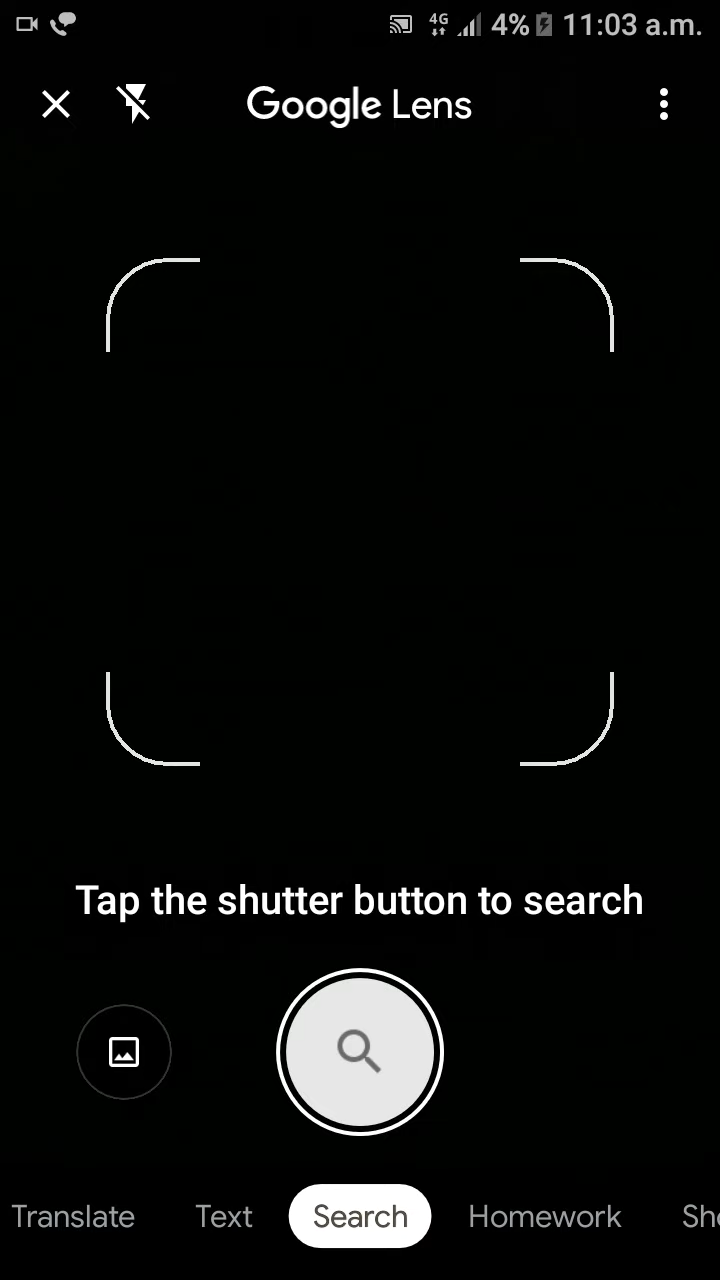 4G 4% 11:03 a.m.
Google Lens
Tap the shutter button to search
Translate Text Search Homework